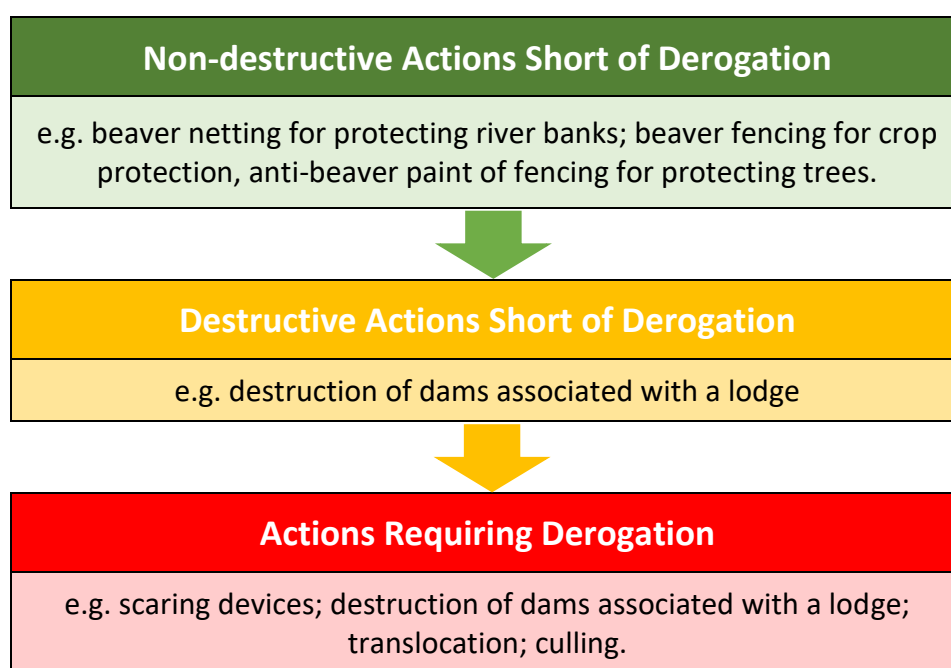 Non-destructive Actions Short of Derogation
e.g. beaver netting for protecting river banks; beaver fencing for crop
protection, anti-beaver paint of fencing for protecting trees.
Destructive Actions Short of Derogation
e.g. destruction of dams associated with a lodge
Actions Requiring Derogation
e.g. scaring devices; destruction of dams associated with a lodge;
translocation; culling.